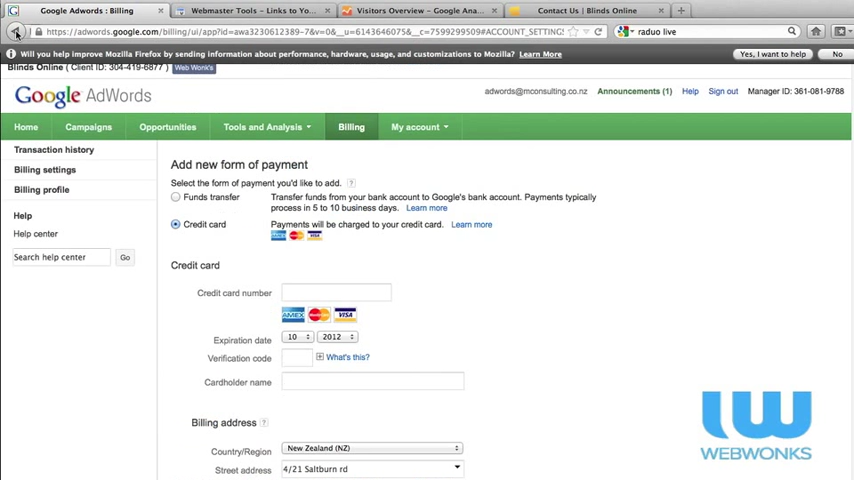 Google Adwords : Billing
Webmaster Tools – Links to Yo...
Visitors Overview – Google Ana...
Contact Us | Blinds Online
https://adwords.google.com/billing/ui/app?id=awa3230612389-7&v=0&__u=6143646075&__c=7599299509#ACCOUNT_SETTING
raduo live
Will you help improve Mozilla Firefox by sending information about performance, hardware, usage, and customizations to Mozilla? Learn More
Yes, I want to help
No
Blinds Online (Client ID: 304-419-6877)
Web Wonk's
Google AdWords
adwords@mconsulting.co.nz Announcements (1) Help Sign out Manager ID: 361-081-9788
Home Campaigns Opportunities Tools and Analysis Billing My account
Transaction history
Billing settings
Billing profile
Help
Help center
Search help center Go
Add new form of payment
Select the form of payment you'd like to add. ?
Funds transfer
Transfer funds from your bank account to Google's bank account. Payments typically
process in 5 to 10 business days. Learn more
Credit card
Payments will be charged to your credit card. Learn more
AMEX MasterCard VISA
Credit card
Credit card number
AMEX MasterCard VISA
Expiration date 10 2012
Verification code What's this?
Cardholder name
Billing address ?
Country/Region New Zealand (NZ)
Street address 4/21 Saltburn rd
WEBWONKS